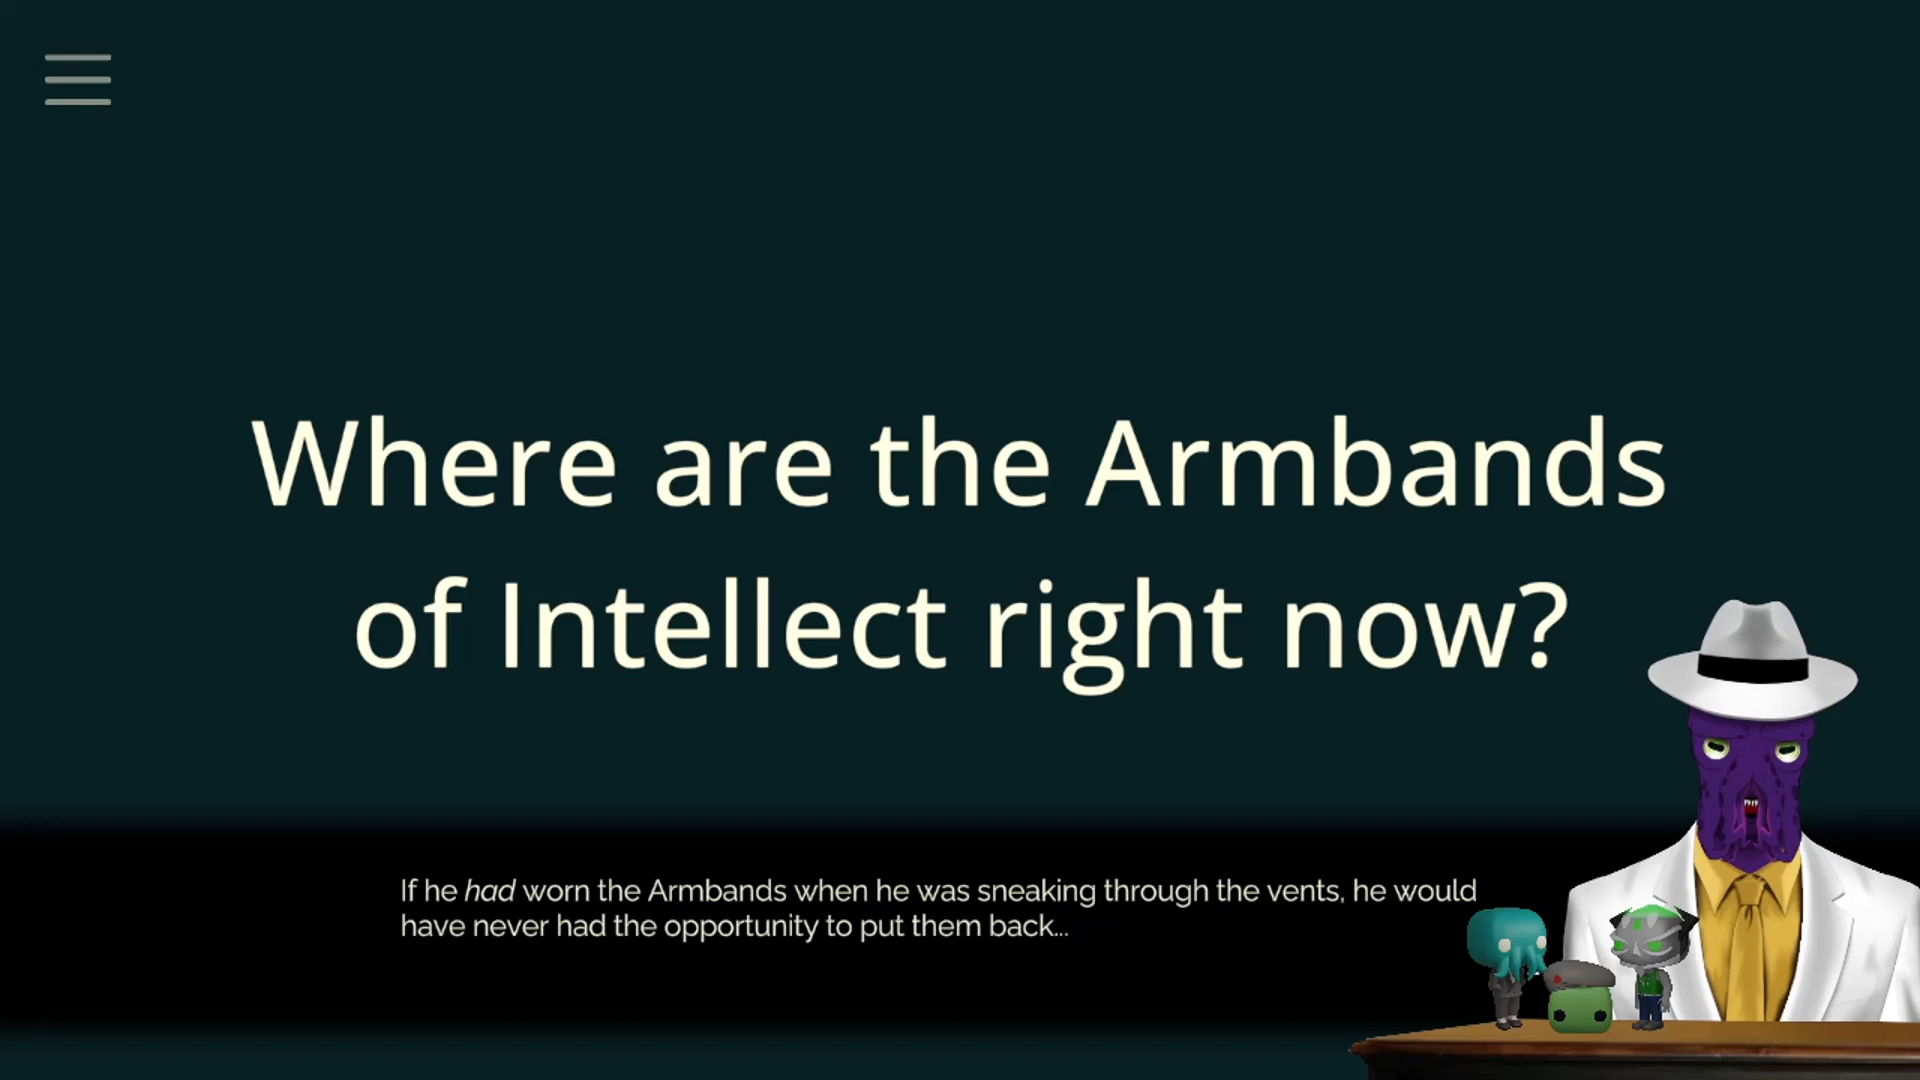 Where are the Armbands
of Intellect right now?
If he had worn the Armbands when he was sneaking through the vents, he would
have never had the opportunity to put them back...